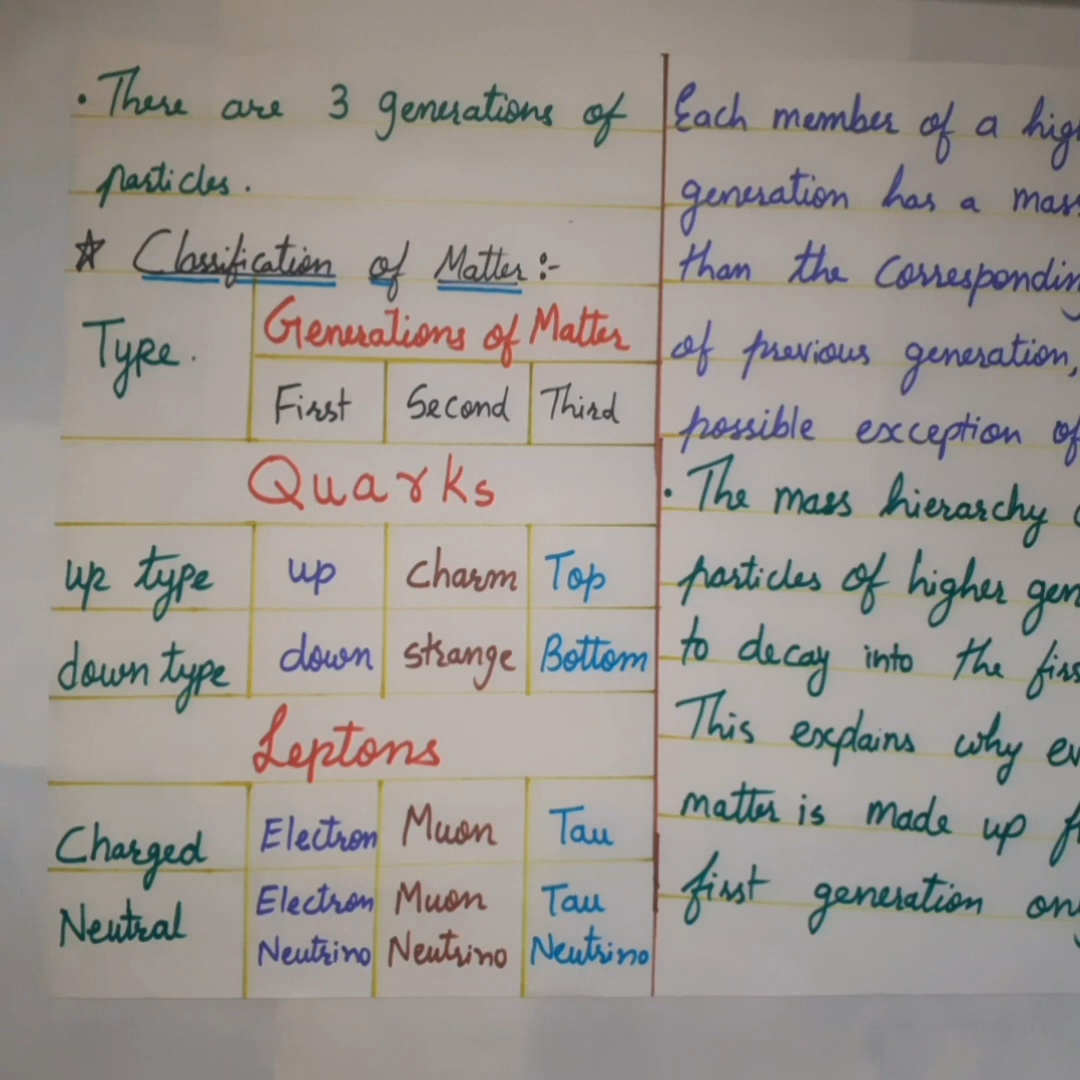 • There are 3 generations of
particles.
☆ Classification of Matter :-
Type.
Generations of Matter
First Second Third
Quarks
up type up charm Top
down type down strange Bottom
Leptons
Charged Electron Muon Tau
Neutral Electron Neutrino Muon Neutrino Tau Neutrino
Each member of a
generation has a
than the
of previous generation,
possible exception of
• The mass hierarchy
particles of higher
to decay into the
This explains why
matter is made up
first generation